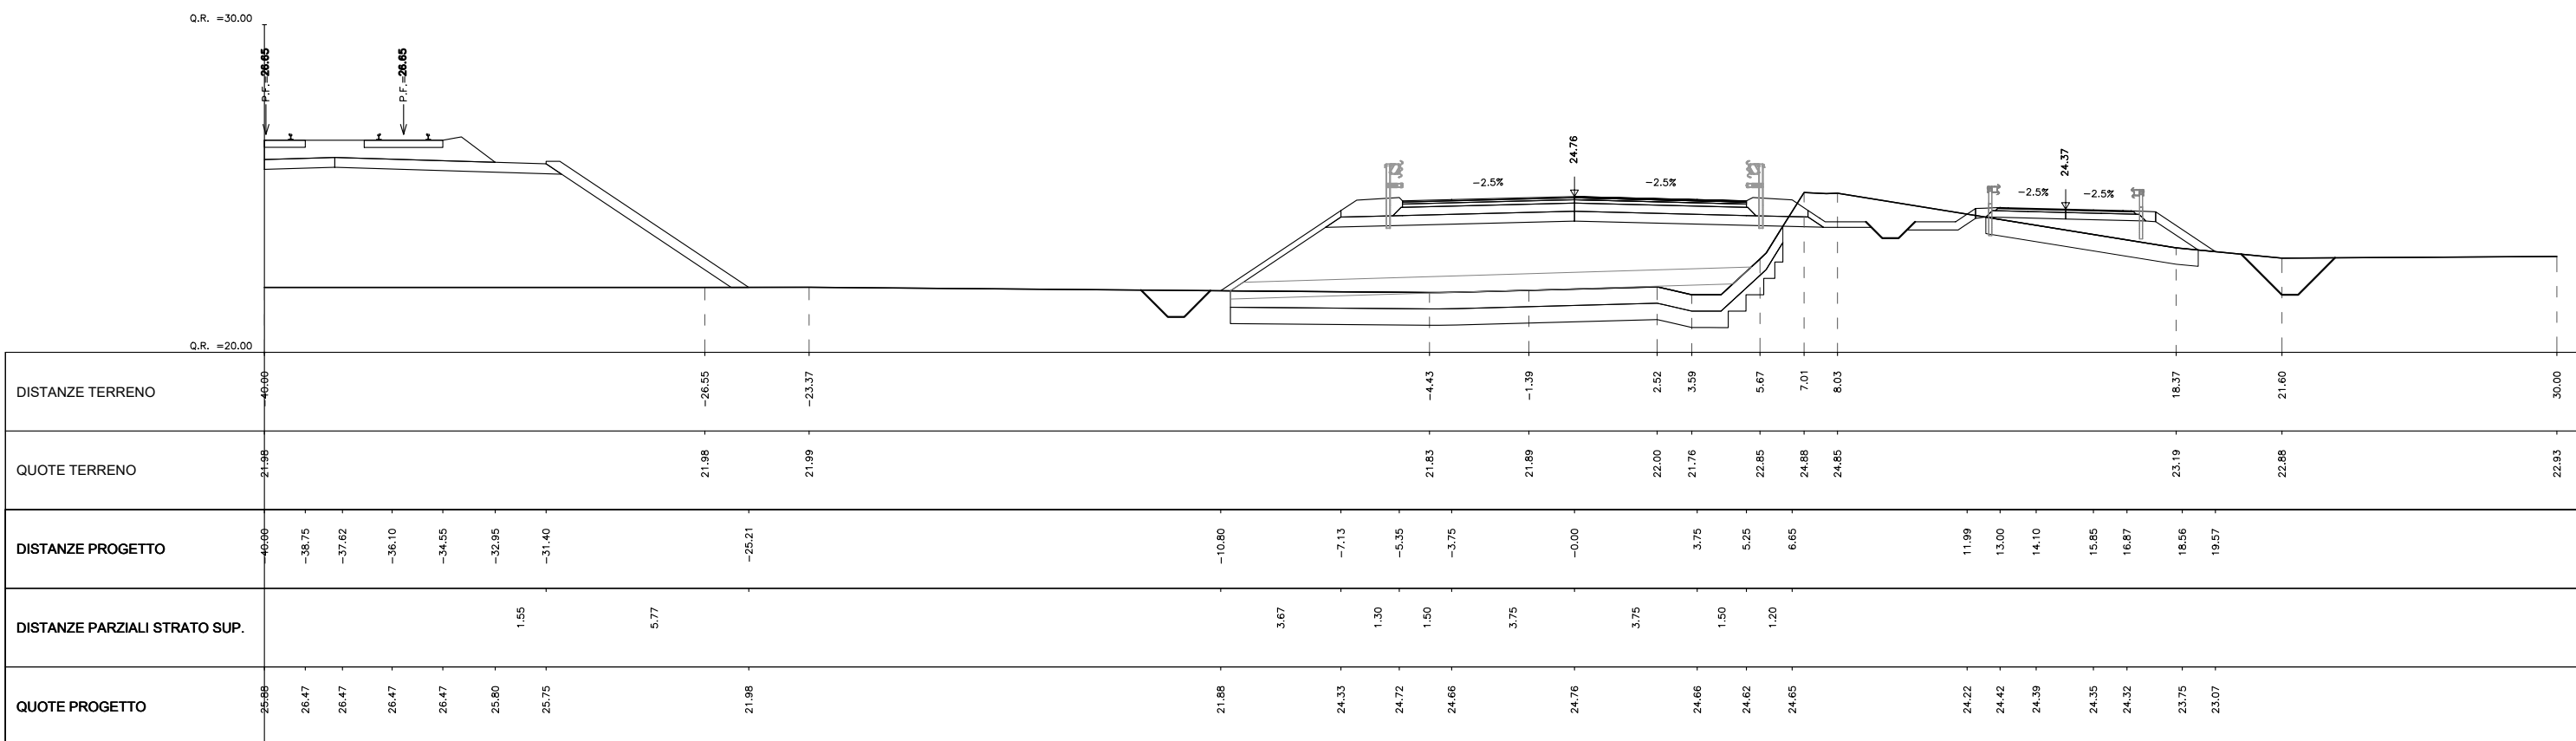 Q.R. =30.00
P.F.=26.65 P.F.=26.65
24.76
24.37
-2.5% -2.5% -2.5% -2.5%
Q.R. =20.00
DISTANZE TERRENO -40.00 -26.55 -23.37 -4.43 -1.39 2.52 3.59 5.67 7.01 8.03 18.37 21.60 30.00
QUOTE TERRENO 21.98 21.98 21.99 21.83 21.89 22.00 21.76 22.85 24.88 24.85 23.19 22.88 22.93
DISTANZE PROGETTO -40.00 -38.75 -37.62 -36.10 -34.55 -32.95 -31.40 -25.21 -10.80 -7.13 -5.35 -3.75 -0.00 3.75 5.25 6.65 11.99 13.00 14.10 15.85 16.87 18.56 19.57
DISTANZE PARZIALI STRATO SUP. 1.55 5.77 3.67 1.30 1.50 3.75 3.75 1.50 1.20
QUOTE PROGETTO 25.88 26.47 26.47 26.47 26.47 25.80 25.75 21.98 21.88 24.33 24.72 24.66 24.76 24.66 24.62 24.65 24.22 24.42 24.39 24.35 24.32 23.75 23.07